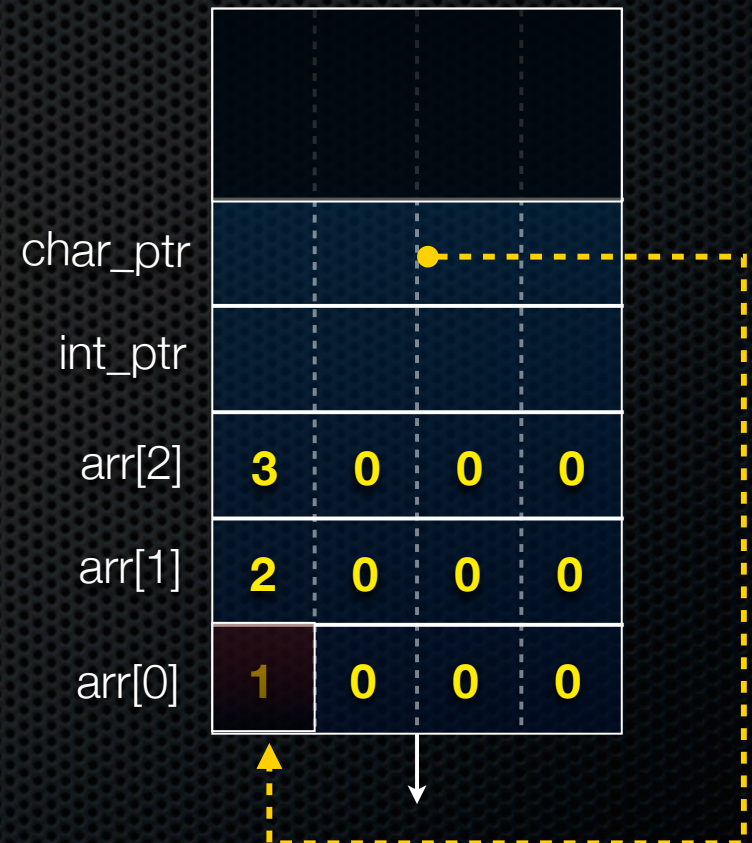 char_ptr
int_ptr
arr[2] 3 0 0 0
arr[1] 2 0 0 0
arr[0] 1 0 0 0